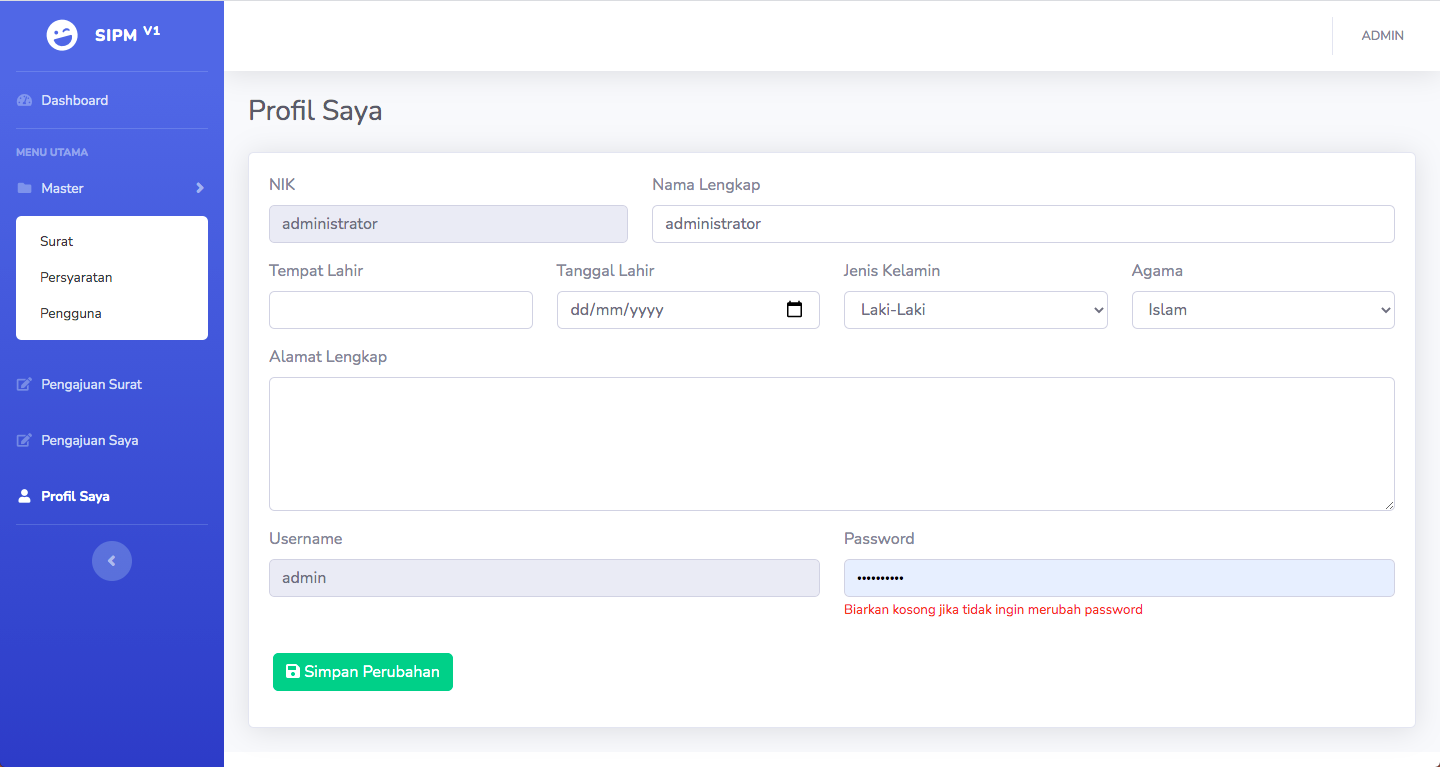 SIPM V1
ADMIN
Dashboard
MENU UTAMA
Master
Surat
Persyaratan
Pengguna
Pengajuan Surat
Pengajuan Saya
Profil Saya
Profil Saya
NIK
Nama Lengkap
administrator
administrator
Tempat Lahir
Tanggal Lahir
Jenis Kelamin
Agama
dd/mm/yyyy
Laki-Laki
Islam
Alamat Lengkap
Username
Password
admin
••••••••••
Biarkan kosong jika tidak ingin merubah password
Simpan Perubahan